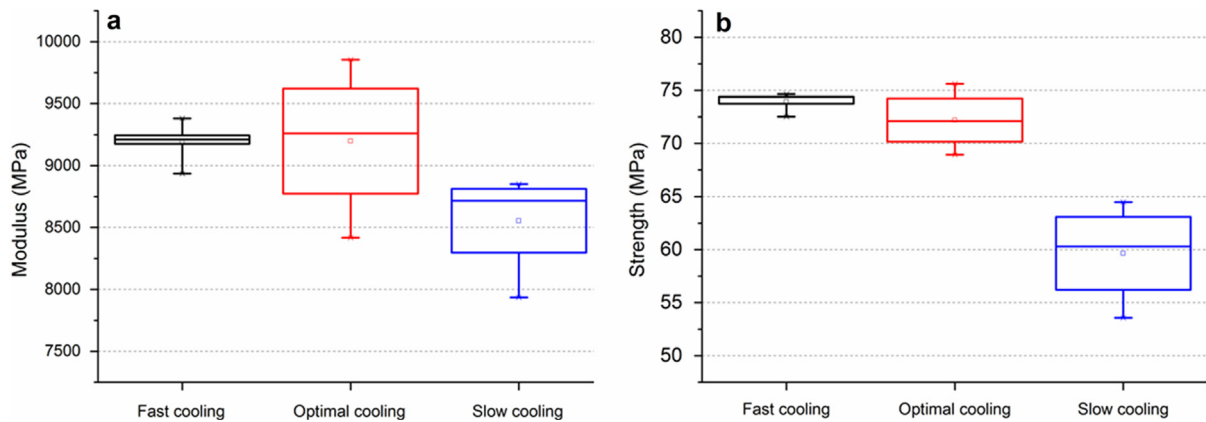 a
Modulus (MPa)
10000
9500
9000
8500
8000
7500
Fast cooling Optimal cooling Slow cooling
b
Strength (MPa)
80
75
70
65
60
55
50
Fast cooling Optimal cooling Slow cooling